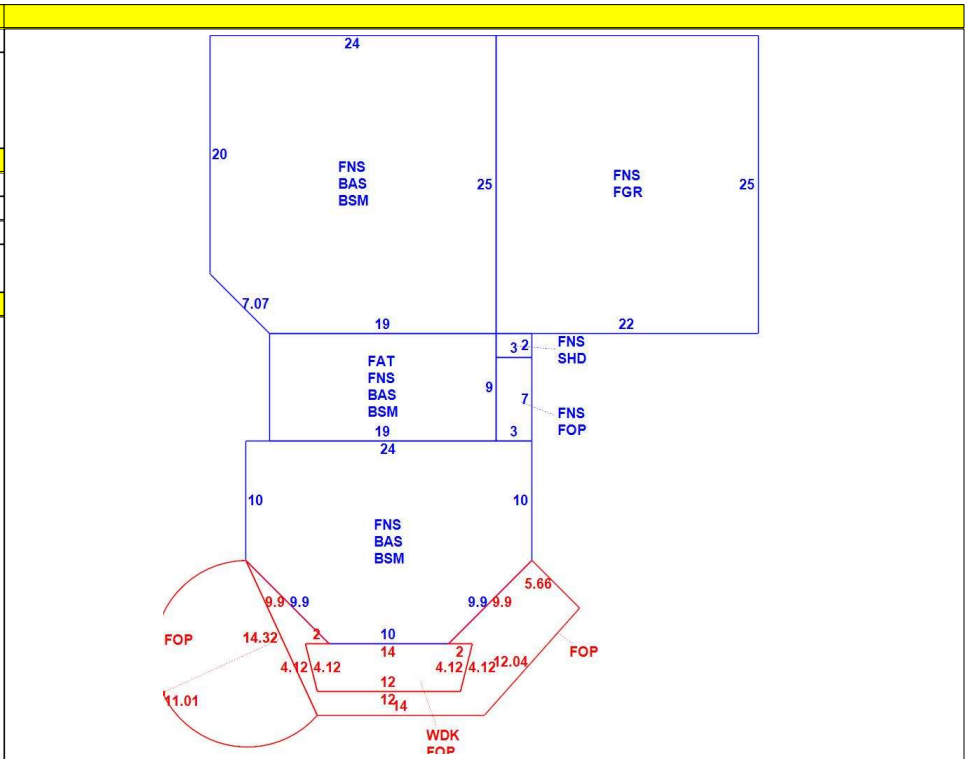 24
20
FNS
BAS
BSM
25
FNS
FGR
25
7.07
19
22
3 2
FNS
SHD
FAT
FNS
BAS
BSM
9
7
FNS
FOP
19
3
24
10
10
FNS
BAS
BSM
5.66
9.9 9.9
9.9 9.9
FOP
14.32
2
10
14
2
4.12 4.12
4.12 4.12
12.04
FOP
12
11.01
12
14
WDK
FOP